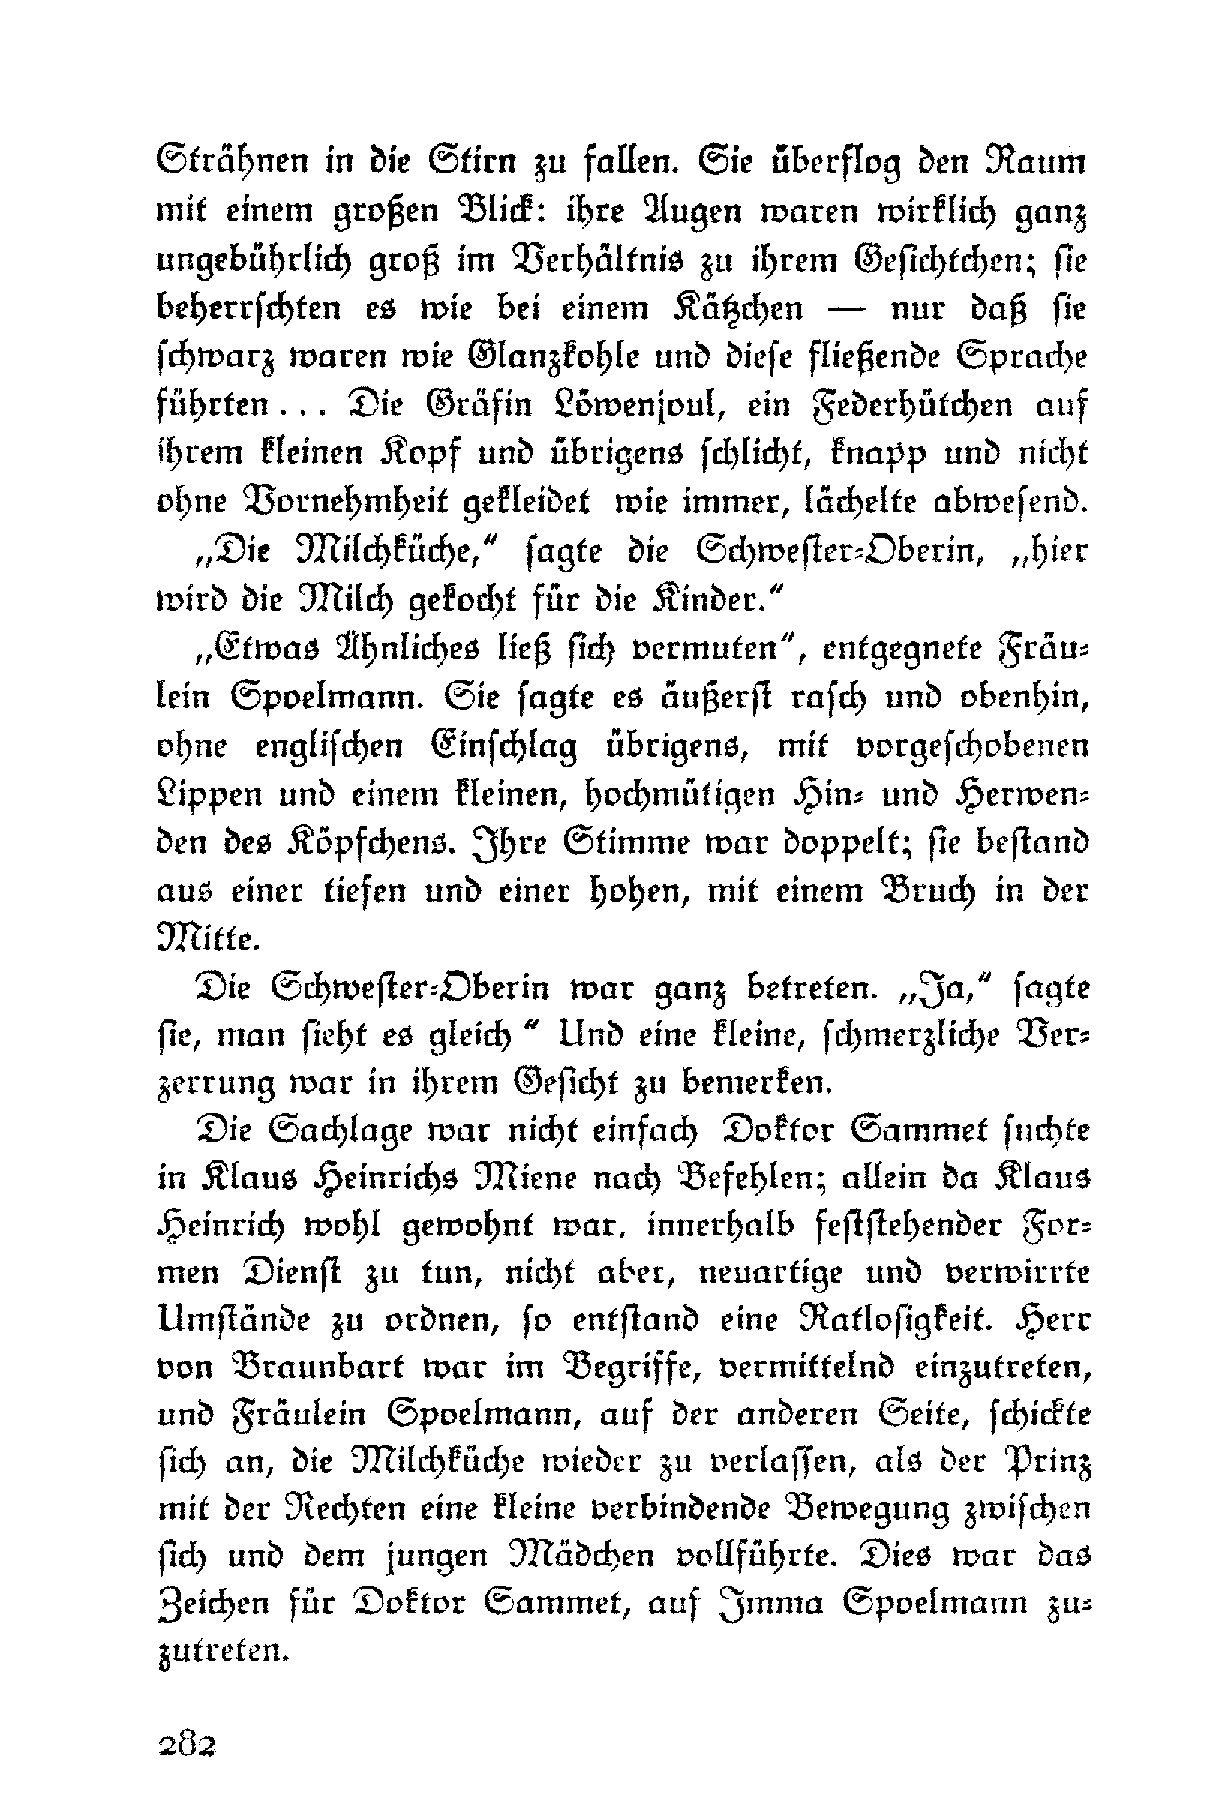 Strähnen in die Stirn zu fallen. Sie überflog den Raum
mit einem großen Blick: ihre Augen waren wirklich ganz
ungebührlich groß im Verhältnis zu ihrem Gesichtchen; sie
beherrschten es wie bei einem Kätzchen — nur daß sie
schwarz waren wie Glanzkohle und diese fließende Sprache
führten . . . Die Gräfin Löwenjoul, ein Federhütchen auf
ihrem kleinen Kopf und übrigens schlicht, knapp und nicht
ohne Vornehmheit gekleidet wie immer, lächelte abwesend.
„Die Milchküche,“ sagte die Schwester-Oberin, „hier
wird die Milch gekocht für die Kinder.“
„Etwas Ähnliches ließ sich vermuten“, entgegnete Fräu-
lein Spoelmann. Sie sagte es äußerst rasch und obenhin,
ohne englischen Einschlag übrigens, mit vorgeschobenen
Lippen und einem kleinen, hochmütigen Hin- und Herwen-
den des Köpfchens. Ihre Stimme war doppelt; sie bestand
aus einer tiefen und einer hohen, mit einem Bruch in der
Mitte.
Die Schwester-Oberin war ganz betreten. „Ja,“ sagte
sie, man sieht es gleich “ Und eine kleine, schmerzliche Ver-
zerrung war in ihrem Gesicht zu bemerken.
Die Sachlage war nicht einfach Doktor Sammet suchte
in Klaus Heinrichs Miene nach Befehlen; allein da Klaus
Heinrich wohl gewohnt war, innerhalb feststehender For-
men Dienst zu tun, nicht aber, neuartige und verwirrte
Umstände zu ordnen, so entstand eine Ratlosigkeit. Herr
von Braunbart war im Begriffe, vermittelnd einzutreten,
und Fräulein Spoelmann, auf der anderen Seite, schickte
sich an, die Milchküche wieder zu verlassen, als der Prinz
mit der Rechten eine kleine verbindende Bewegung zwischen
sich und dem jungen Mädchen vollführte. Dies war das
Zeichen für Doktor Sammet, auf Imma Spoelmann zu-
zutreten.
282